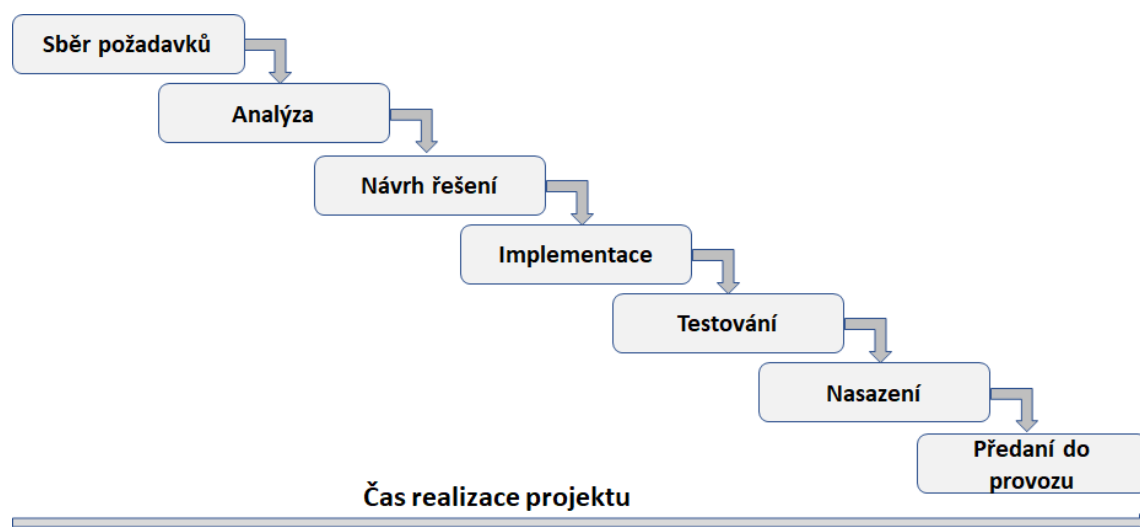 Sběr požadavků
Analýza
Návrh řešení
Implementace
Testování
Nasazení
Předaní do
provozu
Čas realizace projektu